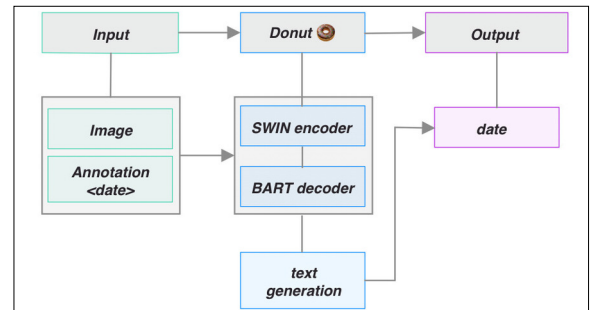 Input
Donut 🍩
Output
Image
Annotation
<date>
SWIN encoder
BART decoder
date
text
generation